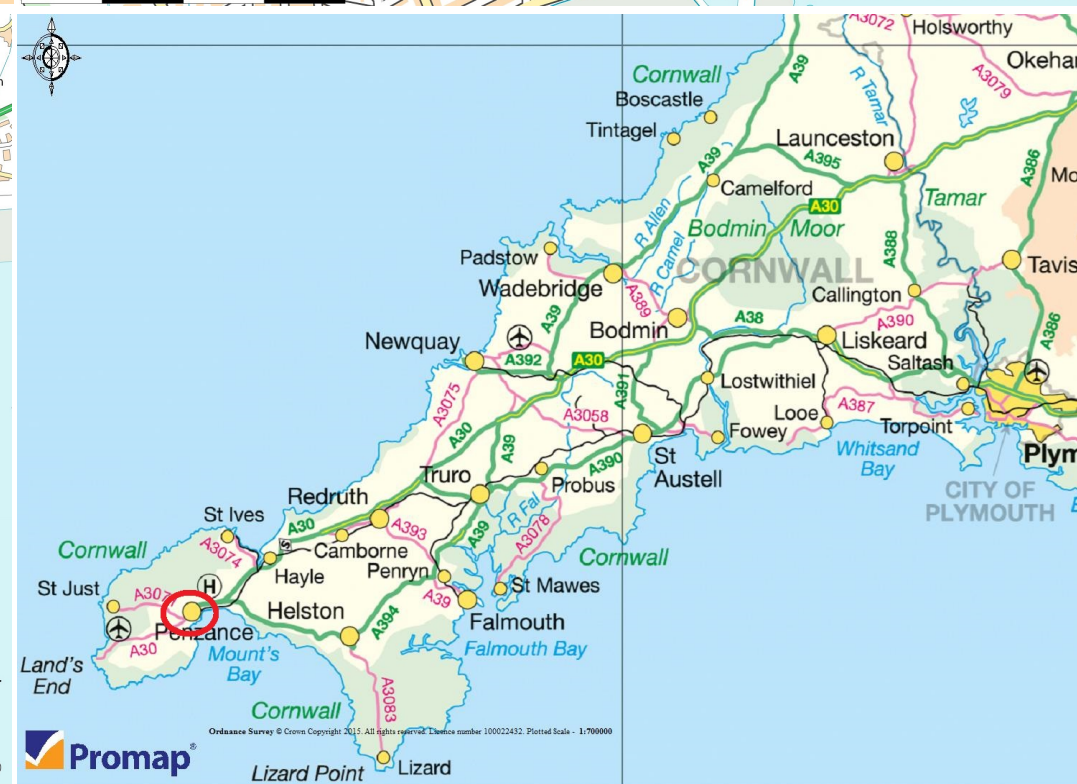 A3072
Holsworthy
Okeha
A39
Cornwall
A3079
R Tamar
Boscastle
Tintagel
Launceston
A386
A39
A395
Mo
Camelford
Tamar
A30
R Allen
Bodmin Moor
R Camel
A388
Padstow
CORNWALL
Tavis
Wadebridge
A389
Callington
A39
Bodmin
A38
A390
A386
Newquay
Liskeard
A392
A30
Saltash
A391
Lostwithiel
A3075
A3058
Looe
A387
A30
Fowey
Torpoint
A39
Whitsand
Bay
Plym
A390
St
Austell
Truro
Probus
CITY OF
PLYMOUTH
Redruth
R Fal
St Ives
A30
S
A393
A39
A3078
Cornwall
A3074
Camborne
Cornwall
Hayle
Penryn
St Just
H
St Mawes
A307
Helston
A39
A394
Falmouth
Penzance
A30
Mount's
Bay
Falmouth Bay
Land's
End
A3083
Cornwall
Ordnance Survey © Crown Copyright 2015. All rights reserved. Licence number 100022432. Plotted Scale - 1:700000
Promap®
Lizard Point
Lizard